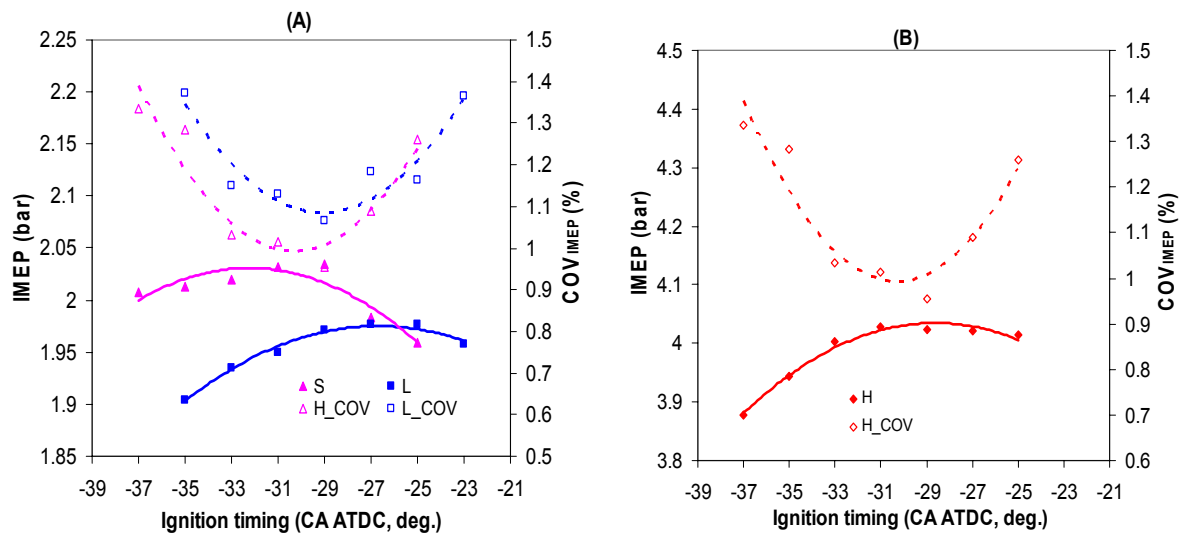 (A)
2.25
2.2
2.15
2.1
2.05
2
1.95
1.9
1.85
IMEP (bar)
1.5
1.4
1.3
1.2
1.1
1
0.9
0.8
0.7
0.6
0.5
COVIMEP (%)
S
L
H_COV
L_COV
-39 -37 -35 -33 -31 -29 -27 -25 -23 -21
Ignition timing (CA ATDC, deg.)
(B)
4.5
4.4
4.3
4.2
4.1
4
3.9
3.8
IMEP (bar)
1.5
1.4
1.3
1.2
1.1
1
0.9
0.8
0.7
0.6
COVIMEP (%)
H
H_COV
-39 -37 -35 -33 -31 -29 -27 -25 -23 -21
Ignition timing (CA ATDC, deg.)